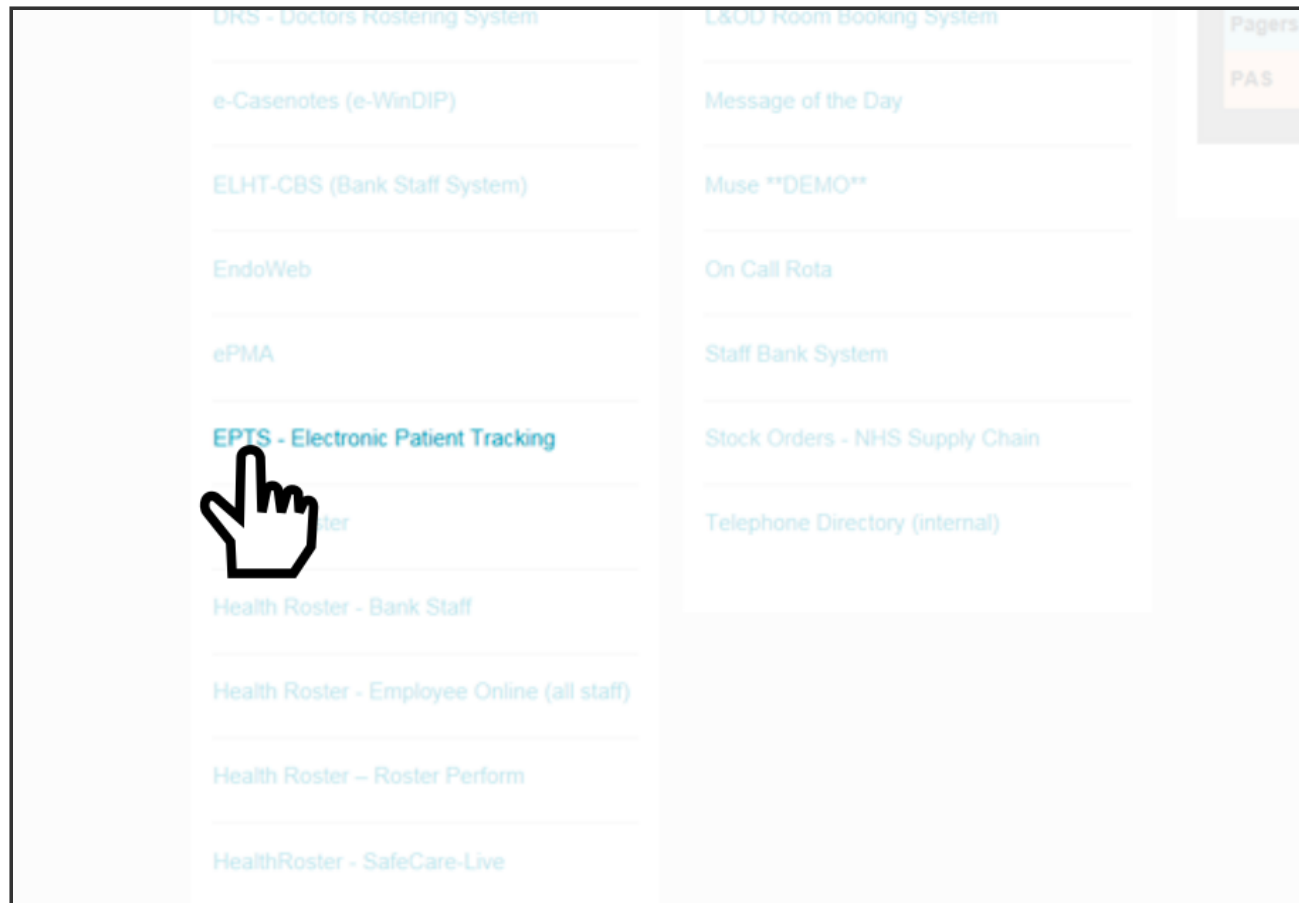 DRS - Doctors Rostering System
e-Casenotes (e-WinDIP)
ELHT-CBS (Bank Staff System)
EndoWeb
ePMA
EPTS - Electronic Patient Tracking
Health Roster - Bank Staff
Health Roster - Employee Online (all staff)
Health Roster – Roster Perform
HealthRoster - SafeCare-Live
L&OD Room Booking System
Message of the Day
Muse **DEMO**
On Call Rota
Staff Bank System
Stock Orders - NHS Supply Chain
Telephone Directory (internal)
Pagers
PAS